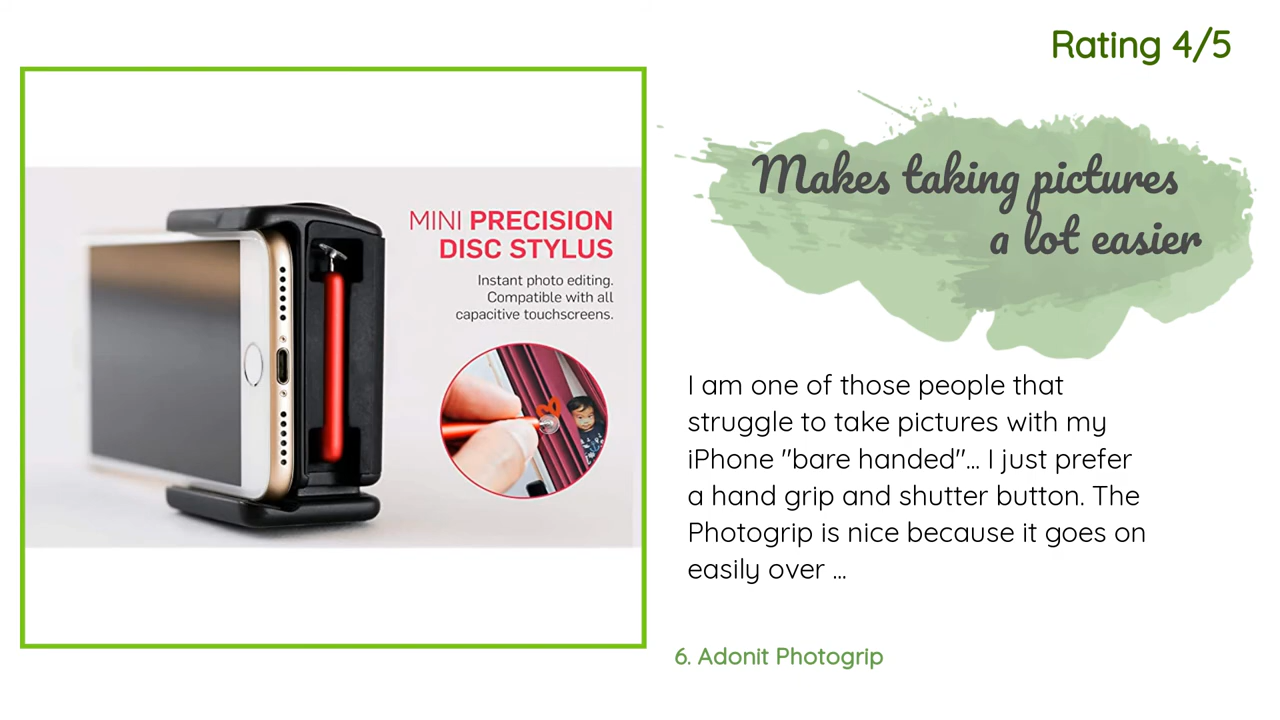 Rating 4/5
Makes taking pictures
a lot easier
MINI PRECISION
DISC STYLUS
Instant photo editing.
Compatible with all
capacitive touchscreens.
I am one of those people that
struggle to take pictures with my
iPhone "bare handed"... I just prefer
a hand grip and shutter button. The
Photogrip is nice because it goes on
easily over ...
6. Adonit Photogrip